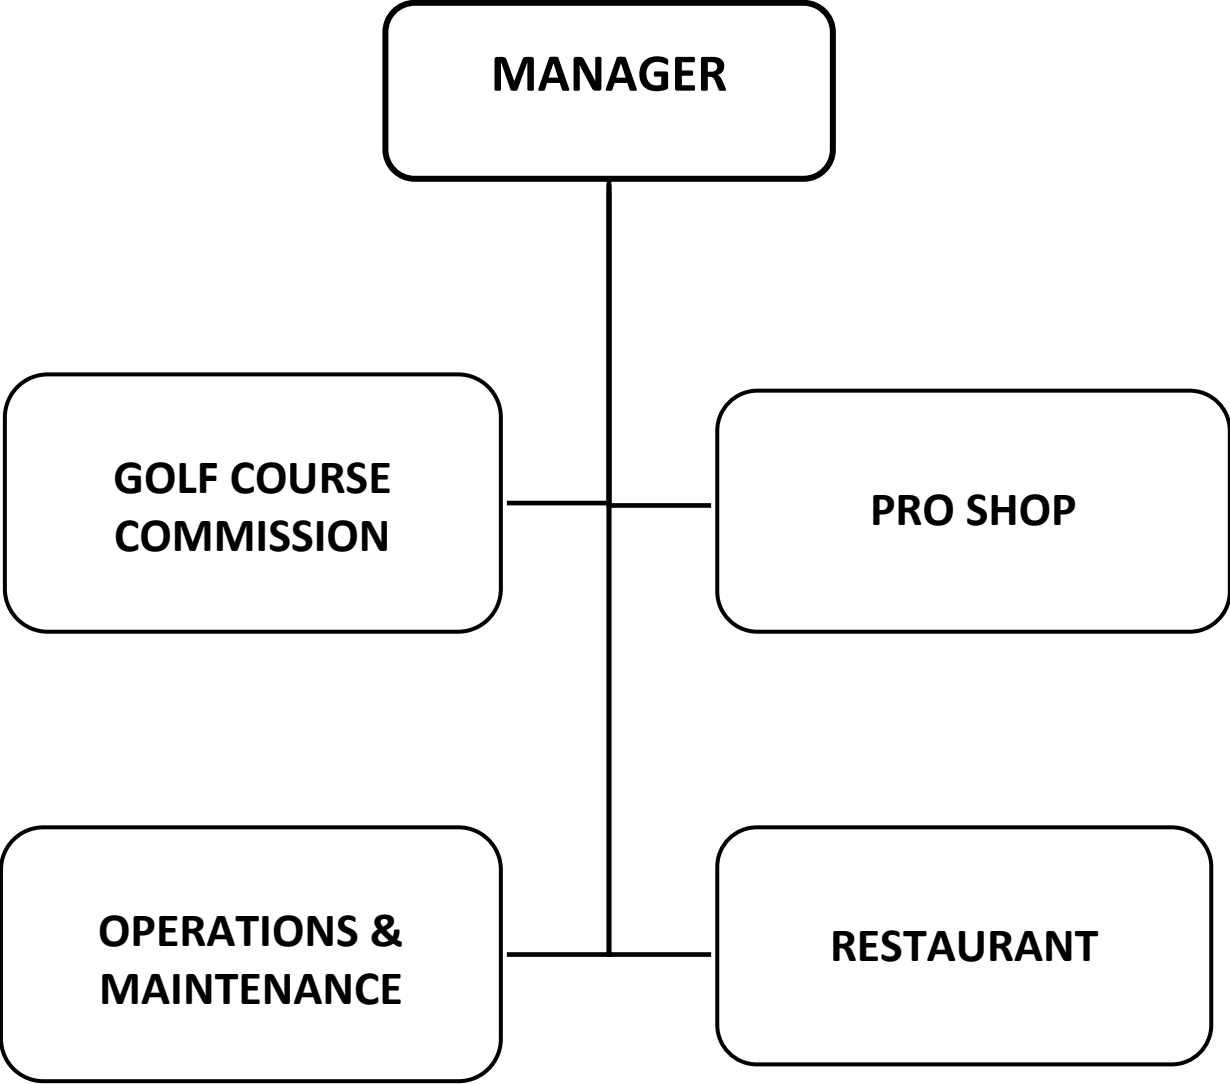 MANAGER
GOLF COURSE
COMMISSION
PRO SHOP
OPERATIONS &
MAINTENANCE
RESTAURANT